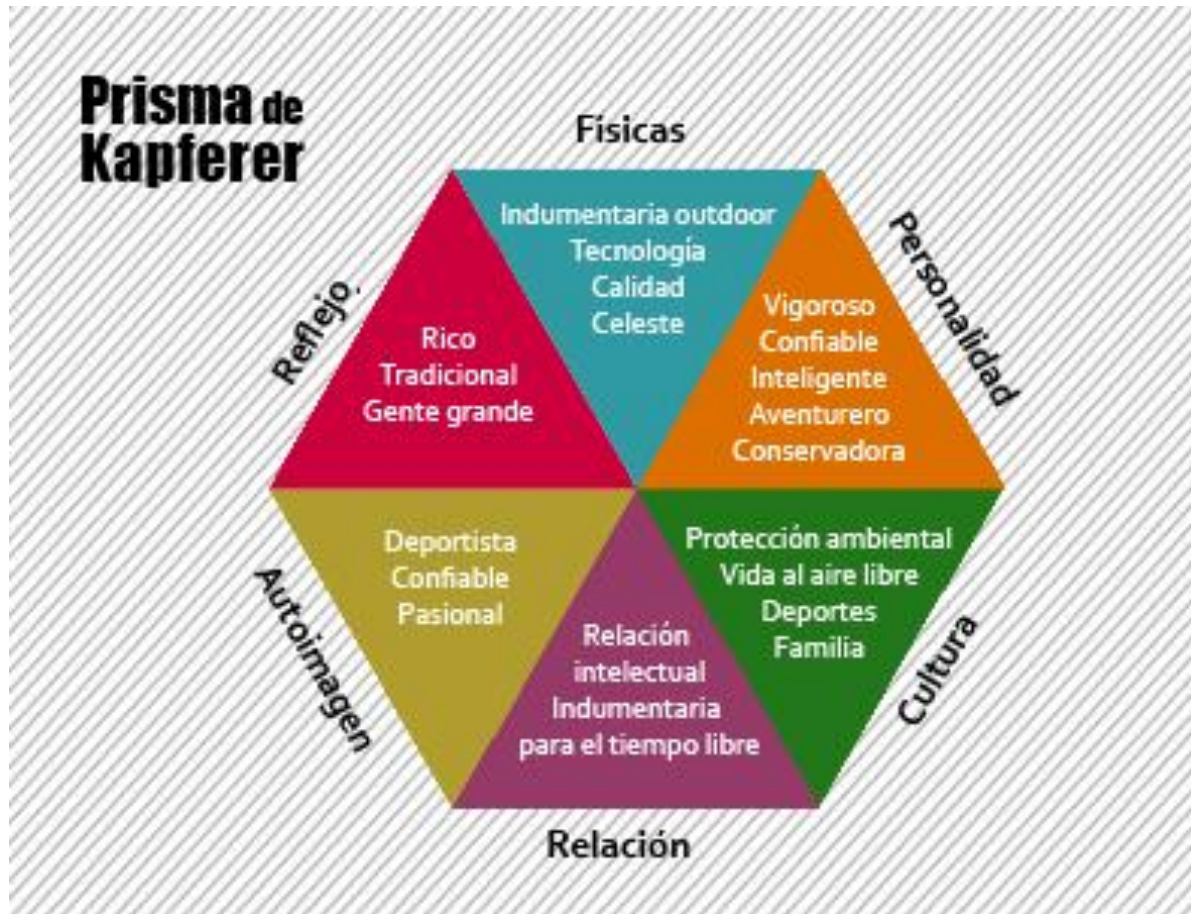 Prisma de
Kapferer
Físicas
Indumentaria outdoor
Tecnología
Calidad
Celeste
Personalidad
Vigoroso
Confiable
Inteligente
Aventurero
Conservadora
Cultura
Protección ambiental
Vida al aire libre
Deportes
Familia
Relación
Relación
intelectual
Indumentaria
para el tiempo libre
Autoimagen
Deportista
Confiable
Pasional
Reflejo
Rico
Tradicional
Gente grande